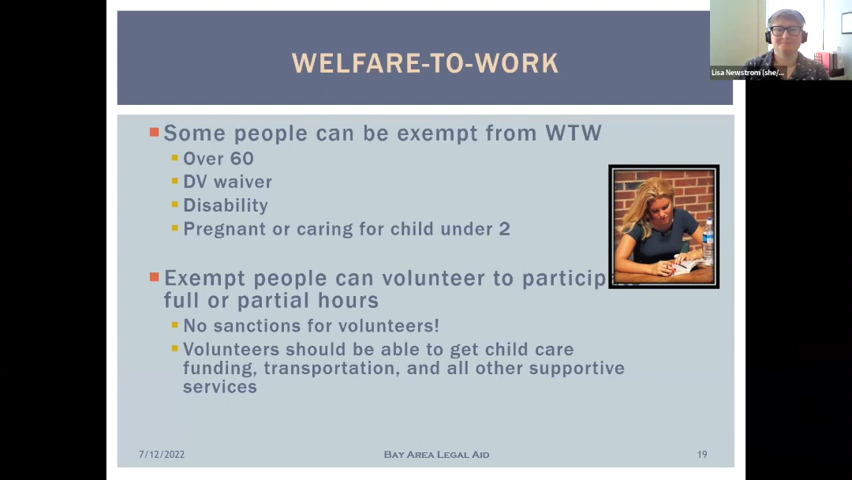 WELFARE-TO-WORK
Lisa Newstrom (she/...
Some people can be exempt from WTW
Over 60
DV waiver
Disability
Pregnant or caring for child under 2
Exempt people can volunteer to particip
full or partial hours
No sanctions for volunteers!
Volunteers should be able to get child care
funding, transportation, and all other supportive
services
7/12/2022
Bay Area Legal Aid
19